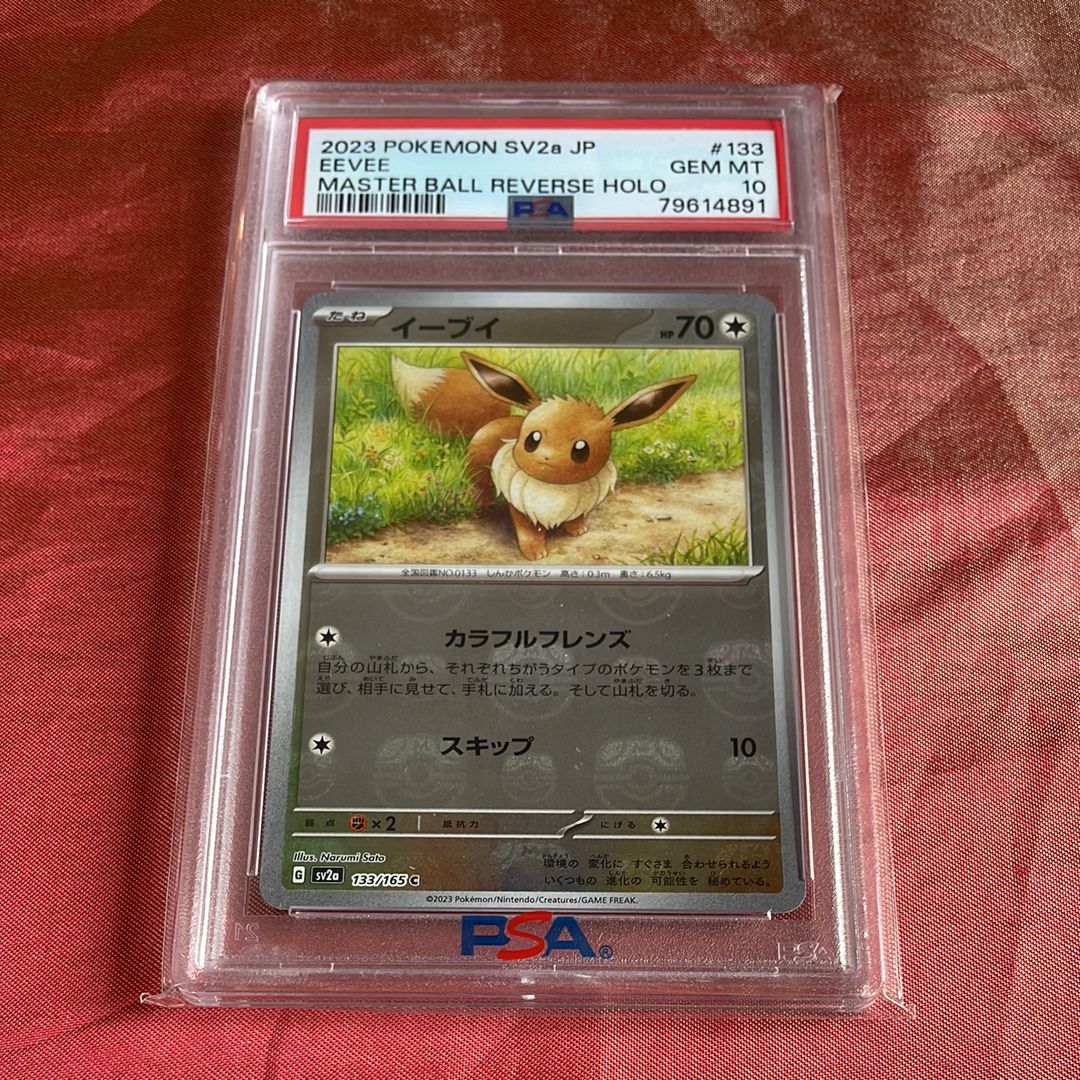 2023 POKEMON SV2a JP #133
EEVEE GEM MT
MASTER BALL REVERSE HOLO 10
PSA 79614891
たね イーブイ HP70
全国図鑑NO.0133 しんかポケモン 高さ:0.3m 重さ:6.5kg
カラフルフレンズ
自分の山札から、それぞれちがうタイプのポケモンを3枚まで
選び、相手に見せて、手札に加える。そして山札を切る。
スキップ 10
弱点 ×2 抵抗力 にげる
Illus. Narumi Sato
環境の変化にすぐさま合わせられるよう
G sv2a 133/165 C いくつもの進化の可能性を秘めている。
©2023 Pokémon/Nintendo/Creatures/GAME FREAK.
PSA®
PSA